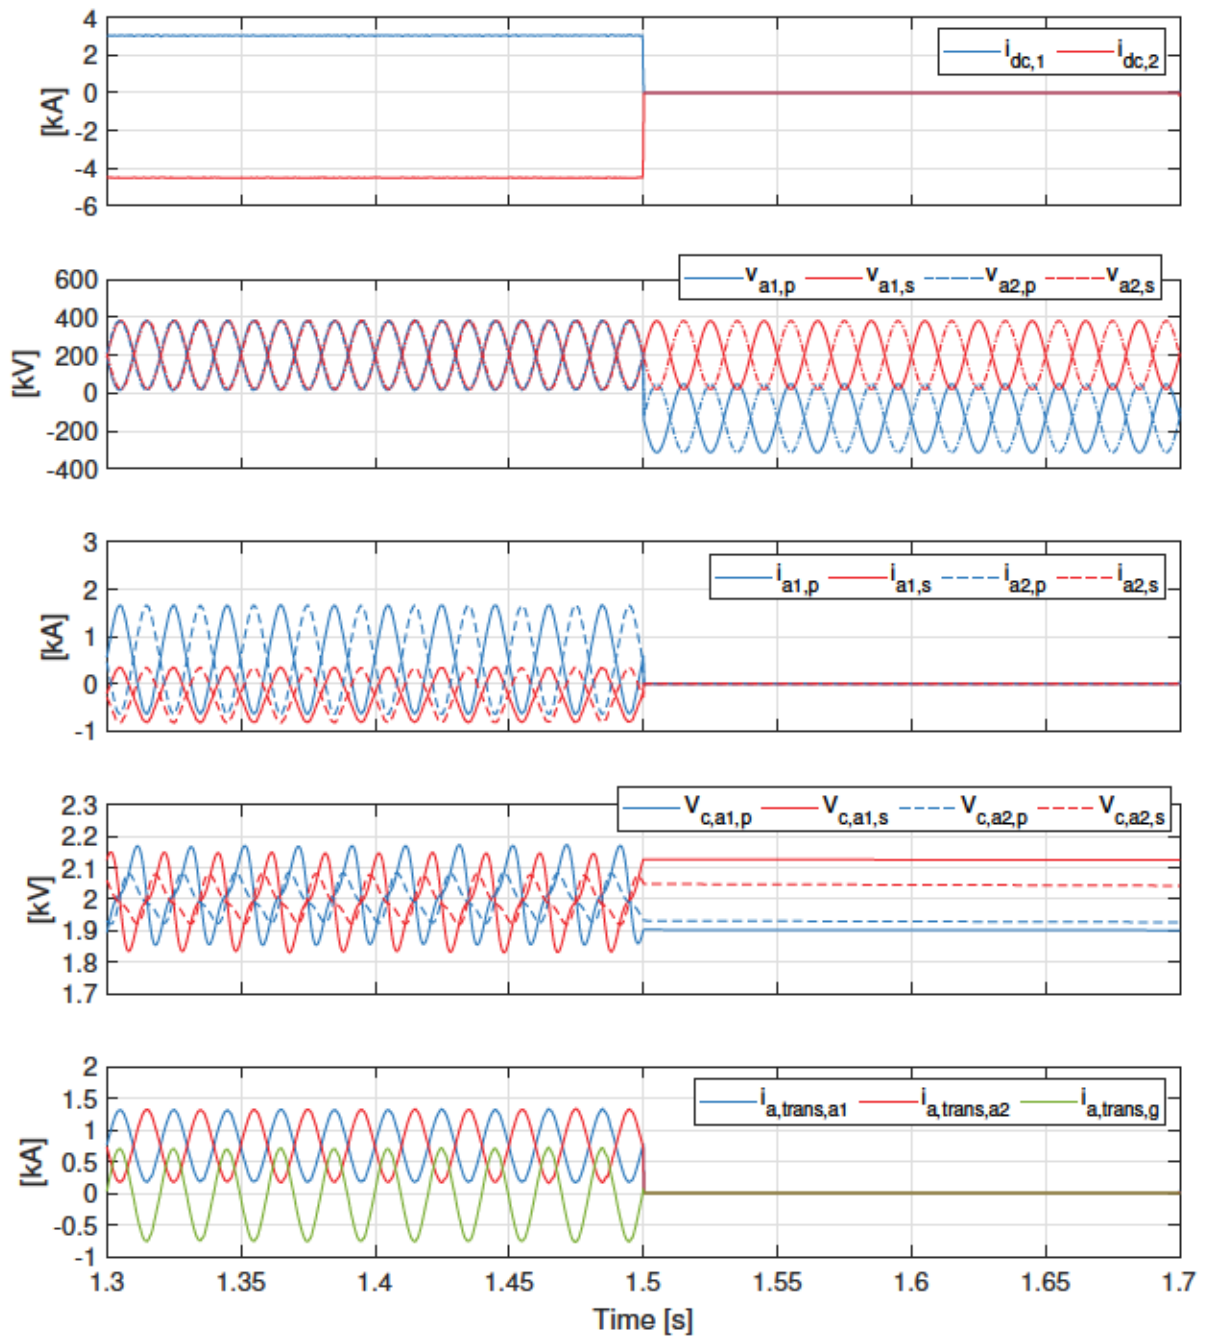 4
2
0
-2
-4
-6
[kA]
i dc,1 i dc,2
600
400
200
0
-200
-400
[kV]
v a1,p v a1,s v a2,p v a2,s
3
2
1
0
-1
[kA]
i a1,p i a1,s i a2,p i a2,s
2.3
2.2
2.1
2
1.9
1.8
1.7
[kV]
V c,a1,p V c,a1,s V c,a2,p V c,a2,s
2
1.5
1
0.5
0
-0.5
-1
[kA]
i a,trans,a1 i a,trans,a2 i a,trans,g
1.3 1.35 1.4 1.45 1.5 1.55 1.6 1.65 1.7
Time [s]